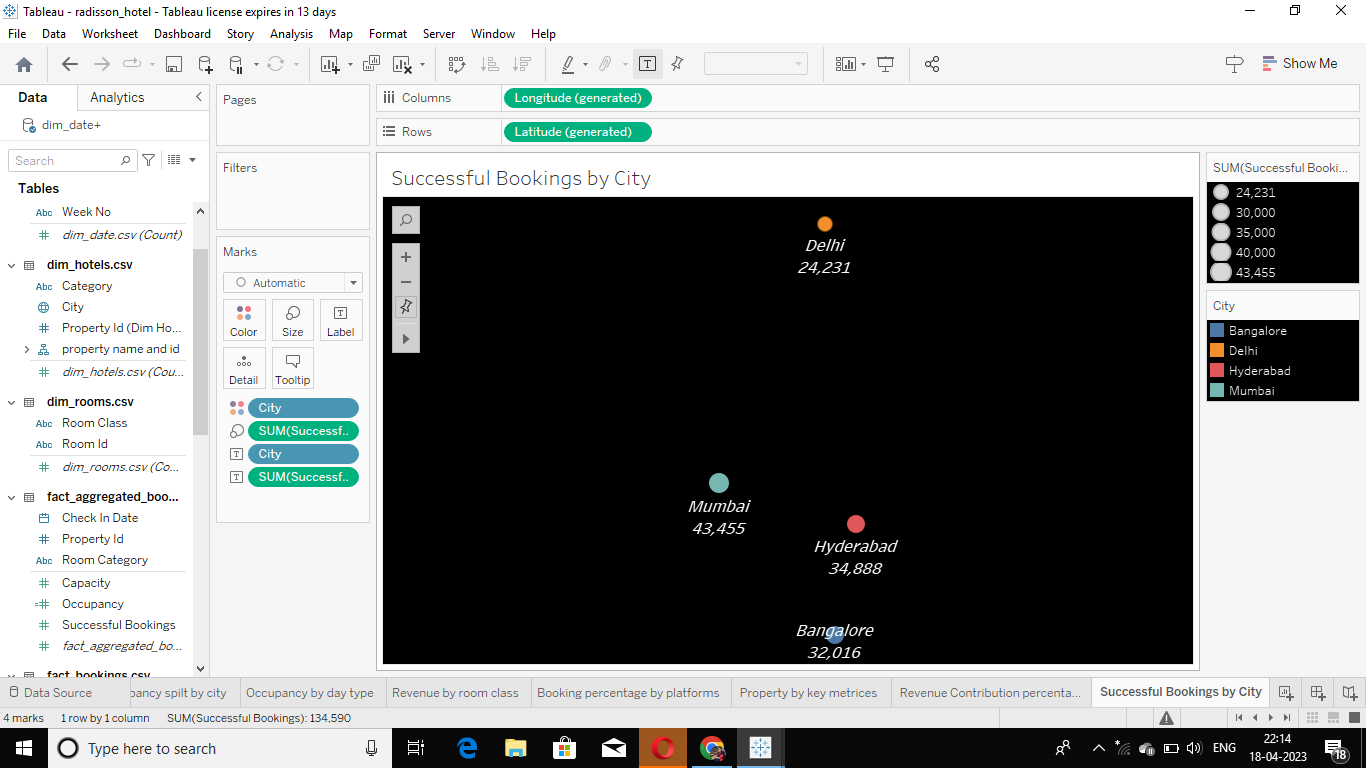 Tableau - radisson_hotel - Tableau license expires in 13 days
File Data Worksheet Dashboard Story Analysis Map Format Server Window Help
Show Me
Data Analytics
dim_date+
Search
Tables
Abc Week No
dim_date.csv (Count)
dim_hotels.csv
Abc Category
City
Property Id (Dim Ho...
property name and id
dim_hotels.csv (Cou...
dim_rooms.csv
Abc Room Class
Abc Room Id
dim_rooms.csv (Co...
fact_aggregated_boo...
Check In Date
Property Id
Abc Room Category
Capacity
Occupancy
Successful Bookings
fact_aggregated_bo...
fact_bookings.csv
Pages
Filters
Marks
Automatic
Color Size Label
Detail Tooltip
City
SUM(Successf..
City
SUM(Successf..
Columns Longitude (generated)
Rows Latitude (generated)
Successful Bookings by City
Delhi
24,231
Mumbai
43,455
Hyderabad
34,888
Bangalore
32,016
SUM(Successful Booki...
24,231
30,000
35,000
40,000
43,455
City
Bangalore
Delhi
Hyderabad
Mumbai
Data Source pancy spilt by city Occupancy by day type Revenue by room class Booking percentage by platforms Property by key metrices Revenue Contribution percenta... Successful Bookings by City
4 marks 1 row by 1 column SUM(Successful Bookings): 134,590
Type here to search
ENG
22:14
18-04-2023
18